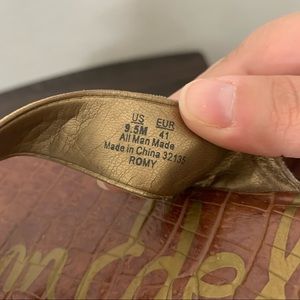 US EUR
9.5M 41
All Man Made
Made in China 32135
ROMY